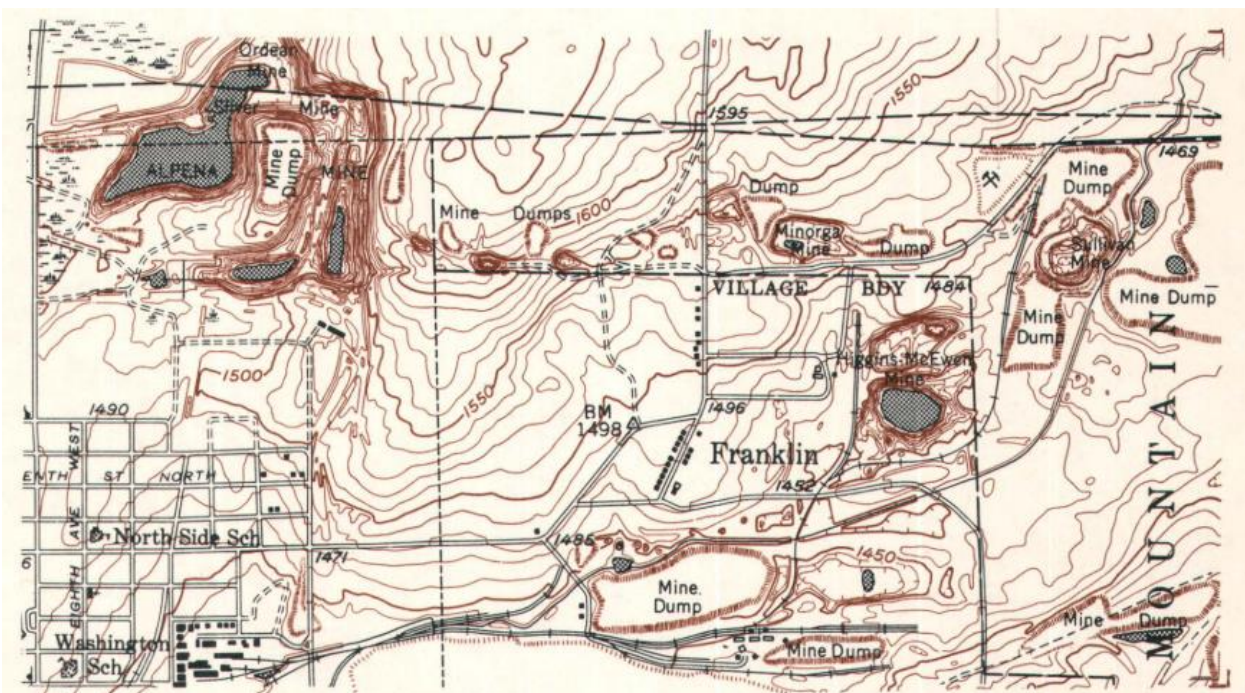 Ordean
Mine
Mine
1595
1550
1469
ALPENA
Mine
Dump
MINE
Mine
Dump
Dump
Mine Dumps
1600
Minorga
Mine
Dump
Sullivan
Mine
VILLAGE BDY 1484
Mine Dump
Mine
Dump
Higgins-McEwen
Mine
1500
1550
1490
1496
BM
1498
Franklin
1452
ENTH ST NORTH
EIGHTH AVE WEST
North Side Sch
1471
1485
1450
6
Mine
Dump
Washington
Sch
Mine Dump
Mine Dump
MOUNTAIN